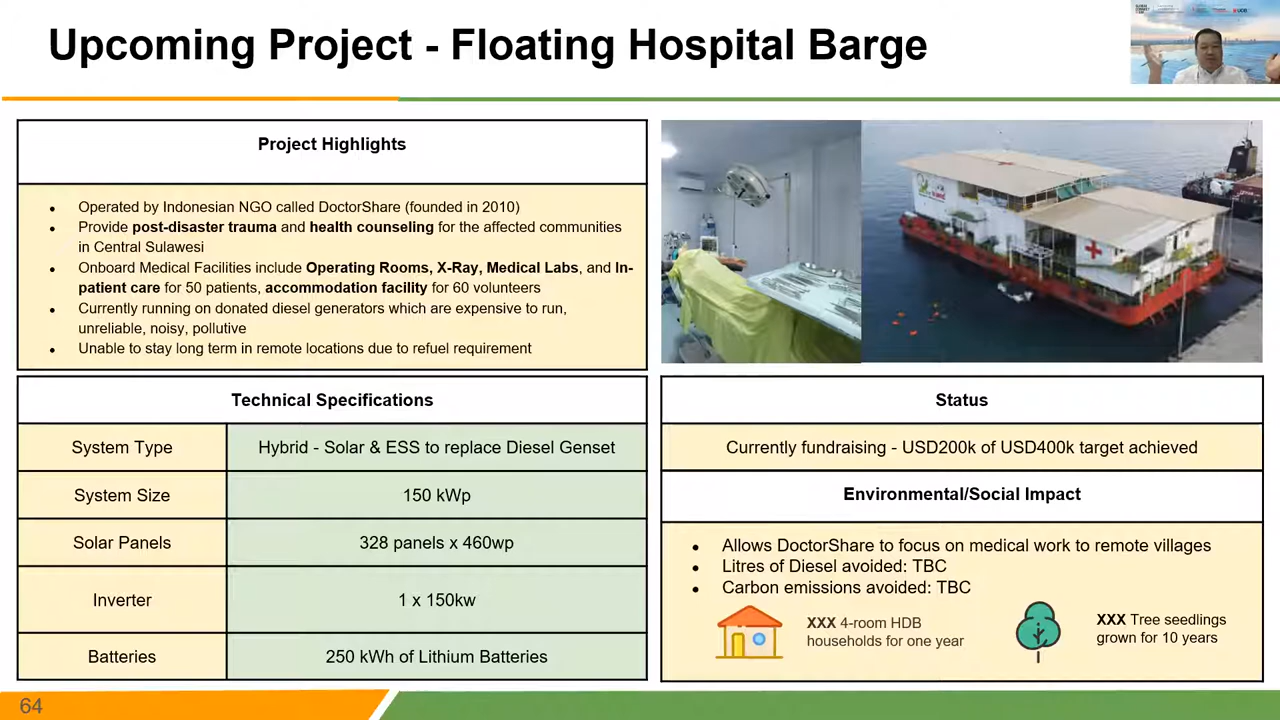 Upcoming Project - Floating Hospital Barge
Project Highlights
Operated by Indonesian NGO called DoctorShare (founded in 2010)
Provide post-disaster trauma and health counseling for the affected communities
in Central Sulawesi
Onboard Medical Facilities include Operating Rooms, X-Ray, Medical Labs, and In-
patient care for 50 patients, accommodation facility for 60 volunteers
Currently running on donated diesel generators which are expensive to run,
unreliable, noisy, pollutive
Unable to stay long term in remote locations due to refuel requirement
Technical Specifications
System Type
Hybrid - Solar & ESS to replace Diesel Genset
System Size
150 kWp
Solar Panels
328 panels x 460wp
Inverter
1 x 150kw
Batteries
250 kWh of Lithium Batteries
Status
Currently fundraising - USD200k of USD400k target achieved
Environmental/Social Impact
Allows DoctorShare to focus on medical work to remote villages
Litres of Diesel avoided: TBC
Carbon emissions avoided: TBC
XXX 4-room HDB
households for one year
XXX Tree seedlings
grown for 10 years
64